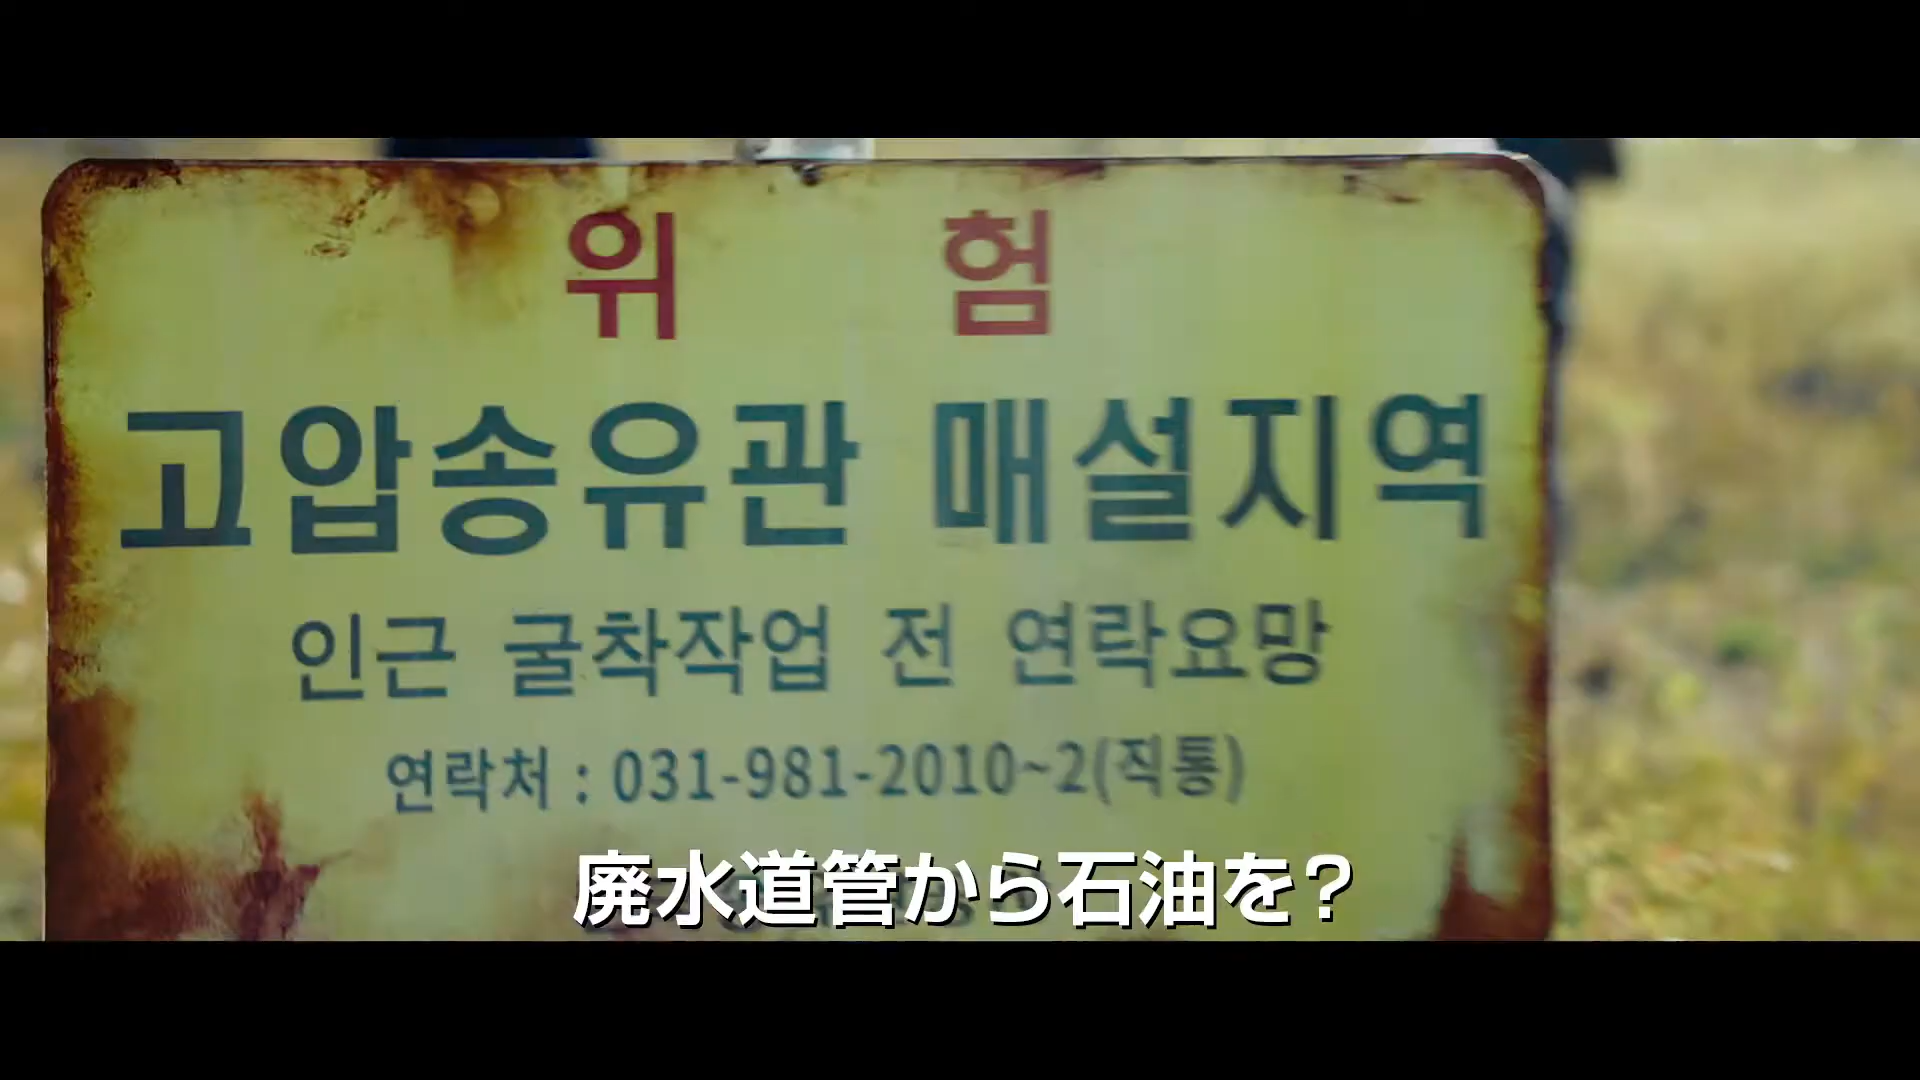 위 험
고압송유관 매설지역
인근 굴착작업 전 연락요망
연락처 : 031-981-2010~2(직통)
廃水道管から石油を?